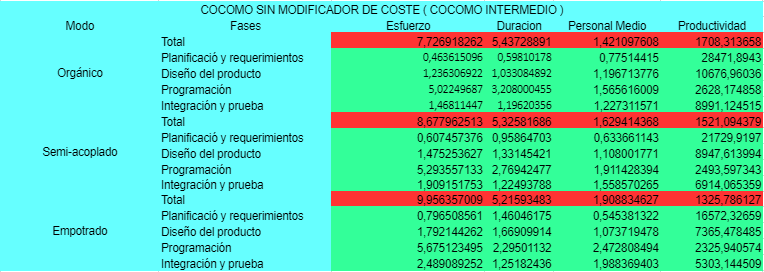 COCOMO SIN MODIFICADOR DE COSTE ( COCOMO INTERMEDIO )
Modo Fases Esfuerzo Duracion Personal Medio Productividad
Total 7,726918262 5,43728891 1,421097608 1708,313658
Planificació y requerimientos 0,463615096 0,59810178 0,77514415 28471,8943
Orgánico Diseño del producto 1,236306922 1,033084892 1,196713776 10676,96036
Programación 5,02249687 3,208000455 1,565616009 2628,174858
Integración y prueba 1,46811447 1,19620356 1,227311571 8991,124515
Total 8,677962513 5,32581686 1,629414368 1521,094379
Planificació y requerimientos 0,607457376 0,95864703 0,633661143 21729,9197
Semi-acoplado Diseño del producto 1,475253627 1,33145421 1,108001771 8947,613994
Programación 5,293557133 2,76942477 1,911428394 2493,597343
Integración y prueba 1,909151753 1,22493788 1,558570265 6914,065359
Total 9,956357009 5,21593483 1,908834627 1325,786127
Planificació y requerimientos 0,796508561 1,46046175 0,545381322 16572,32659
Empotrado Diseño del producto 1,792144262 1,66909914 1,073719478 7365,478485
Programación 5,675123495 2,29501132 2,472808494 2325,940574
Integración y prueba 2,489089252 1,25182436 1,988369403 5303,144509